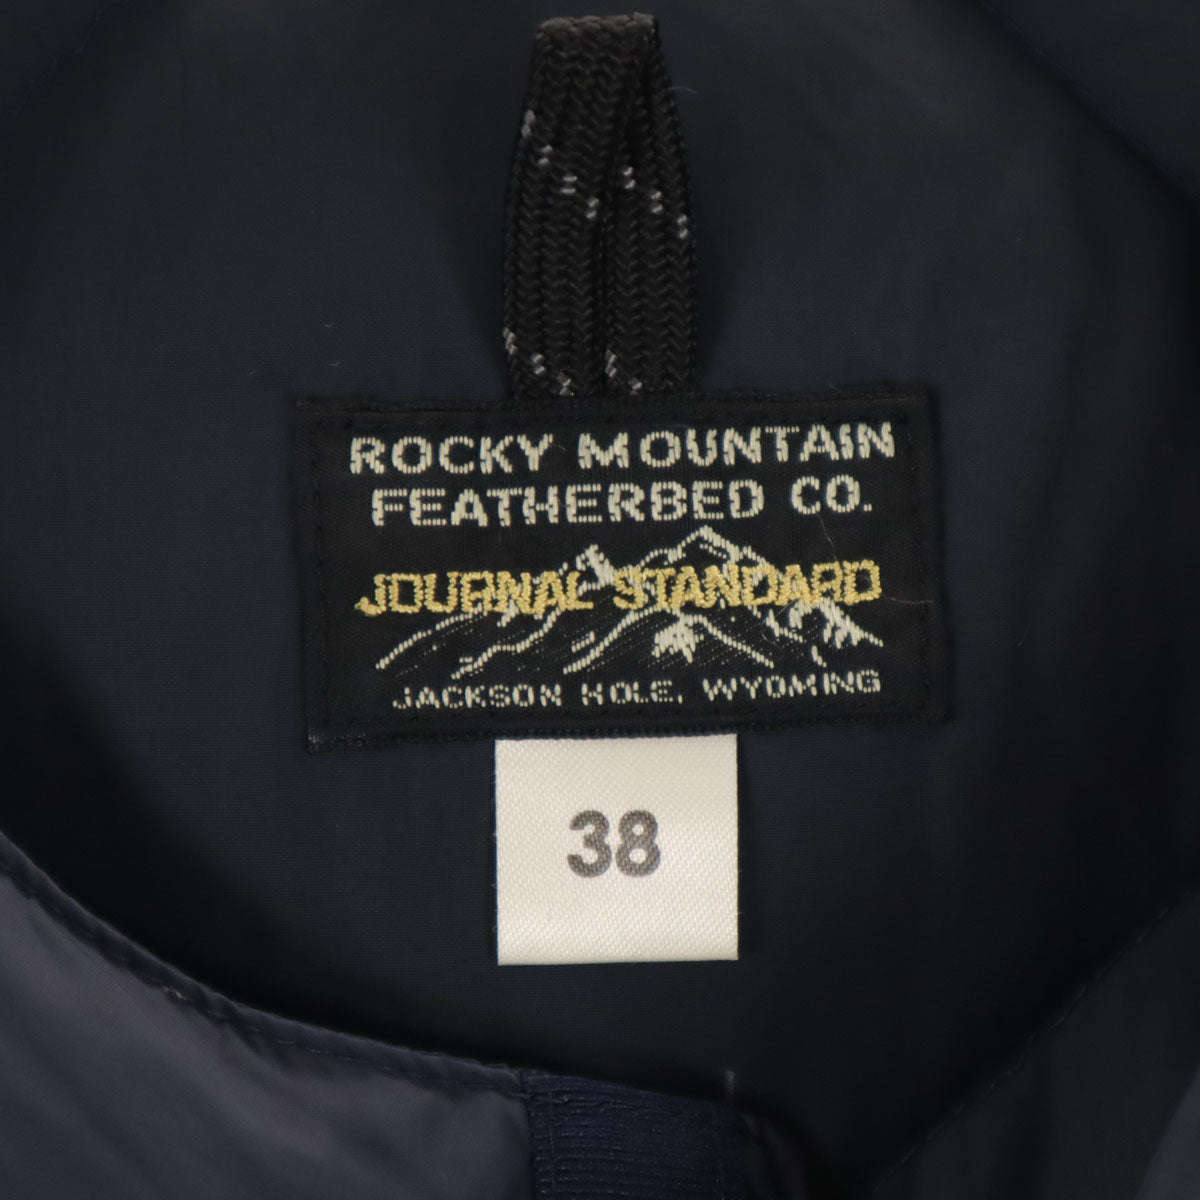 ROCKY MOUNTAIN
FEATHERBED CO.
JOURNAL STANDARD
JACKSON HOLE, WYOMING
38